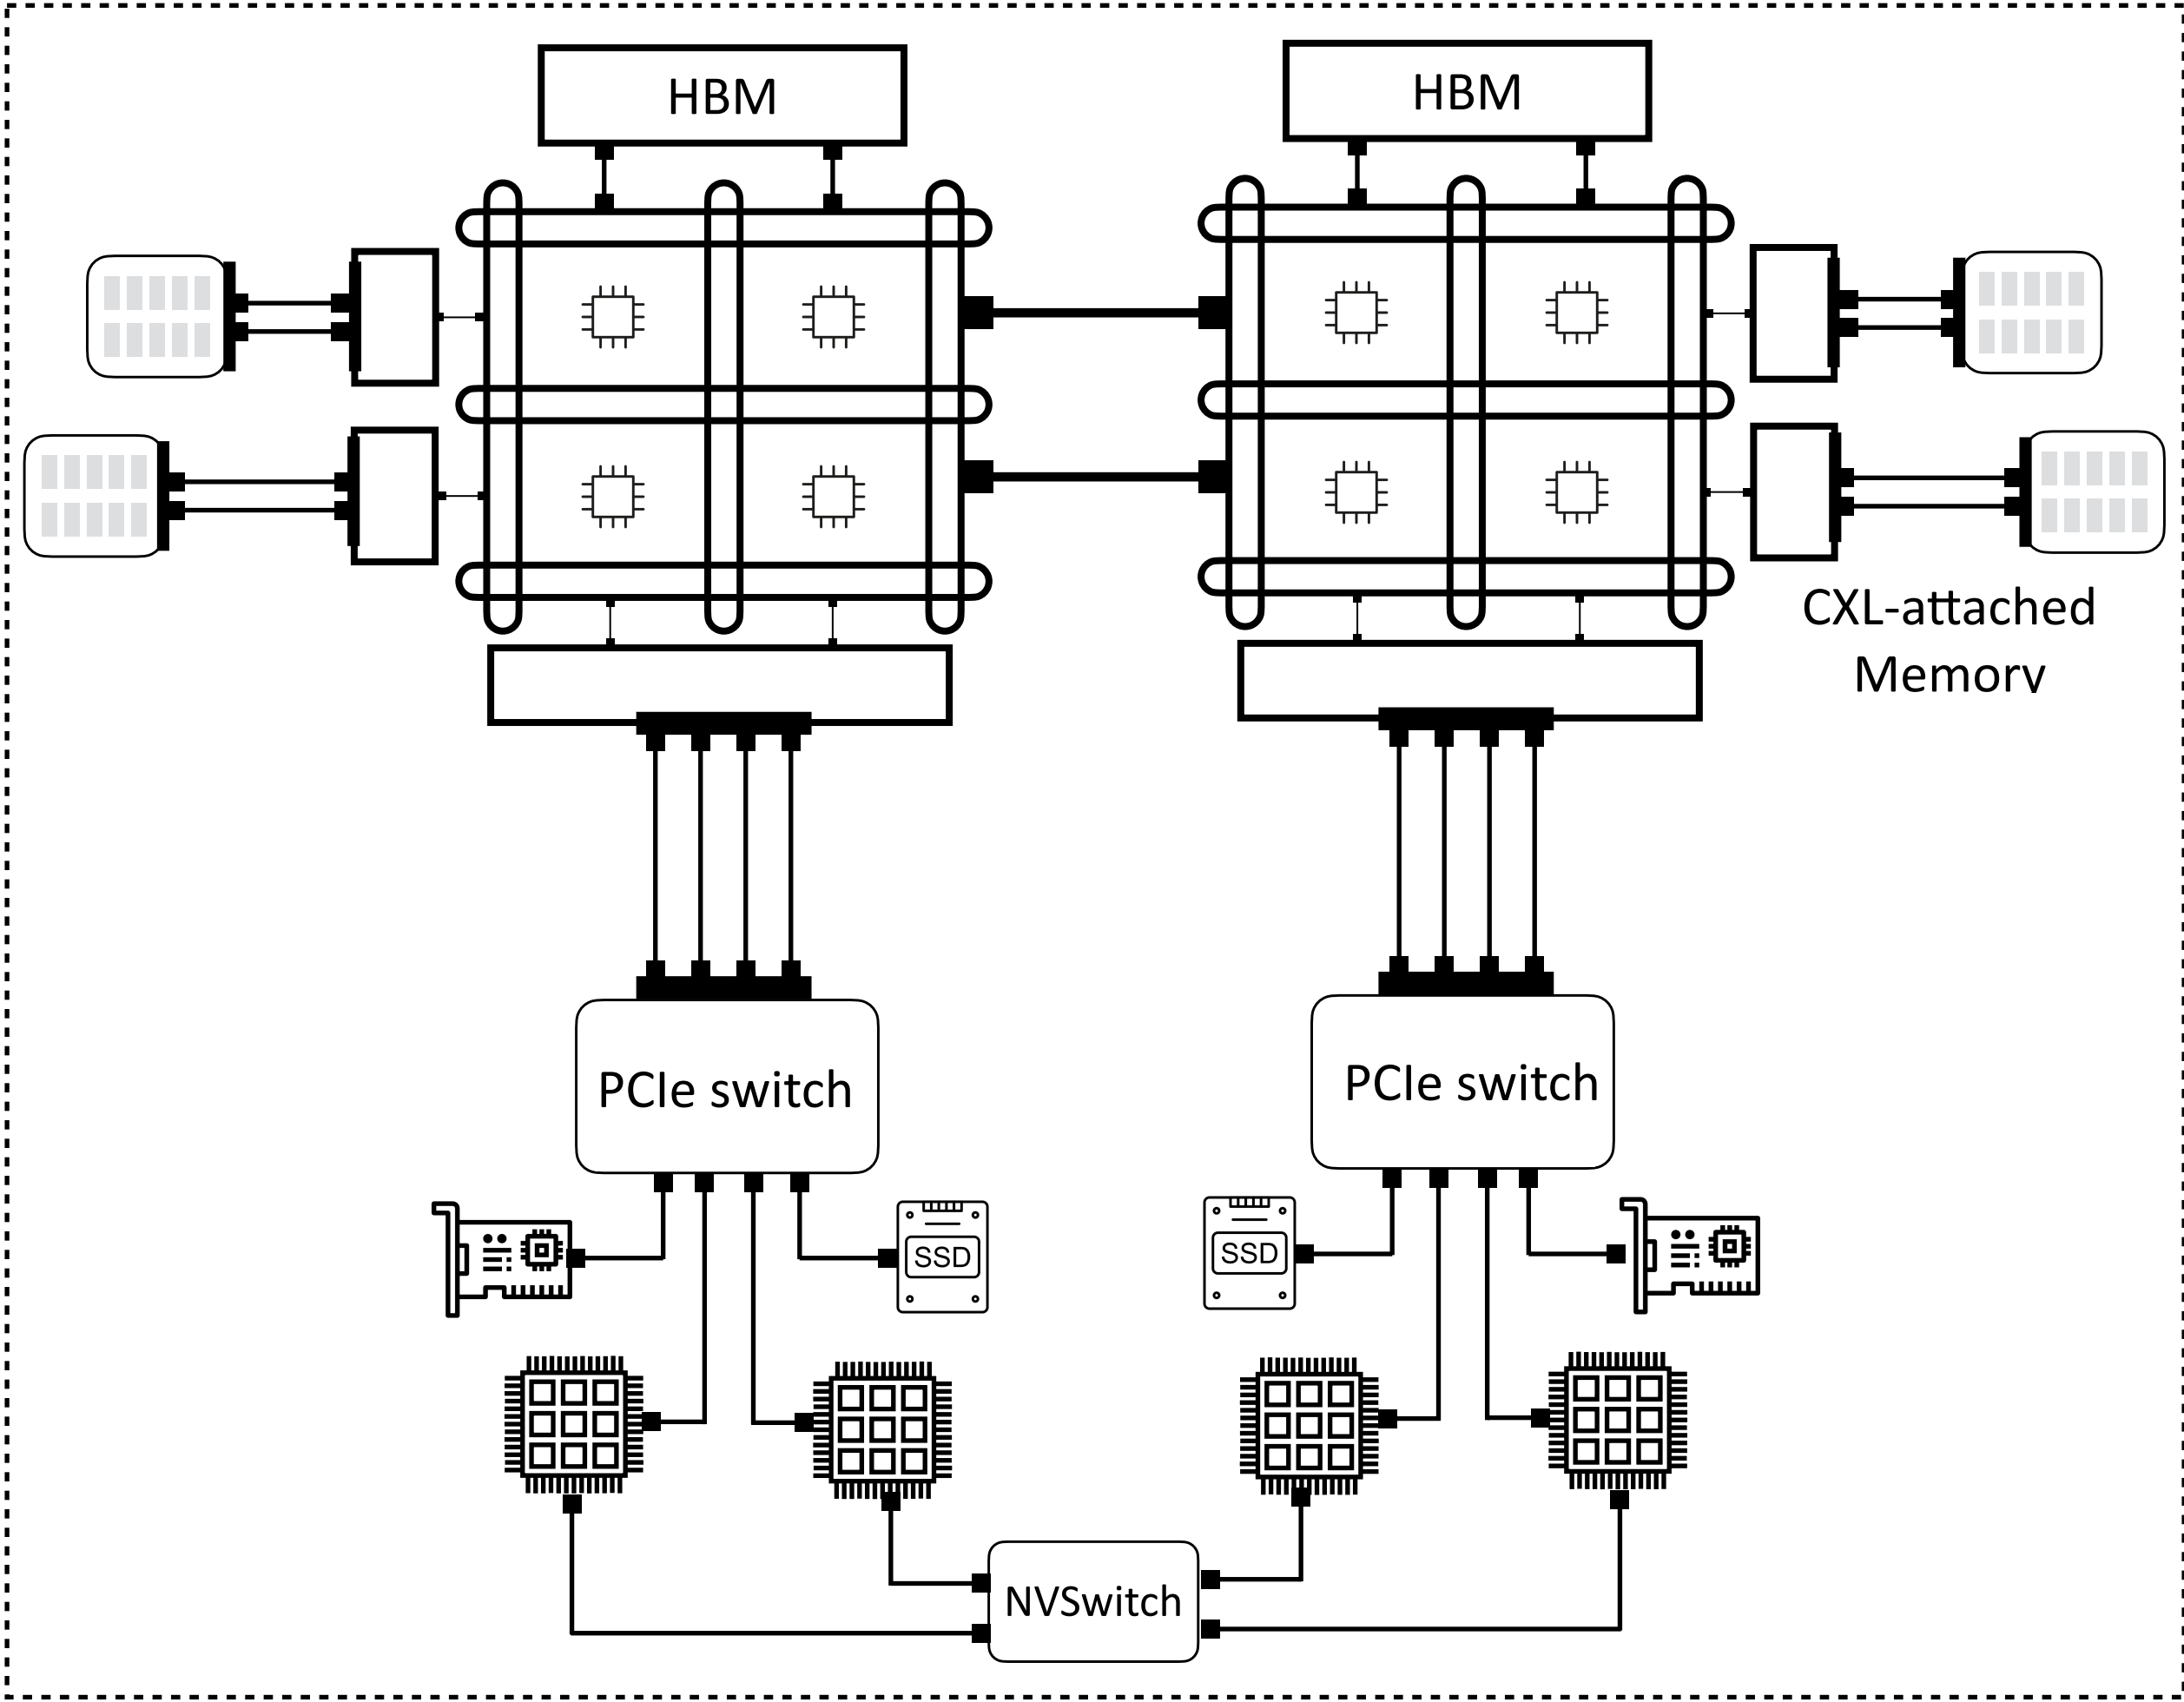 HBM
HBM
CXL-attached
Memory
PCIe switch
PCIe switch
SSD
SSD
NVSwitch